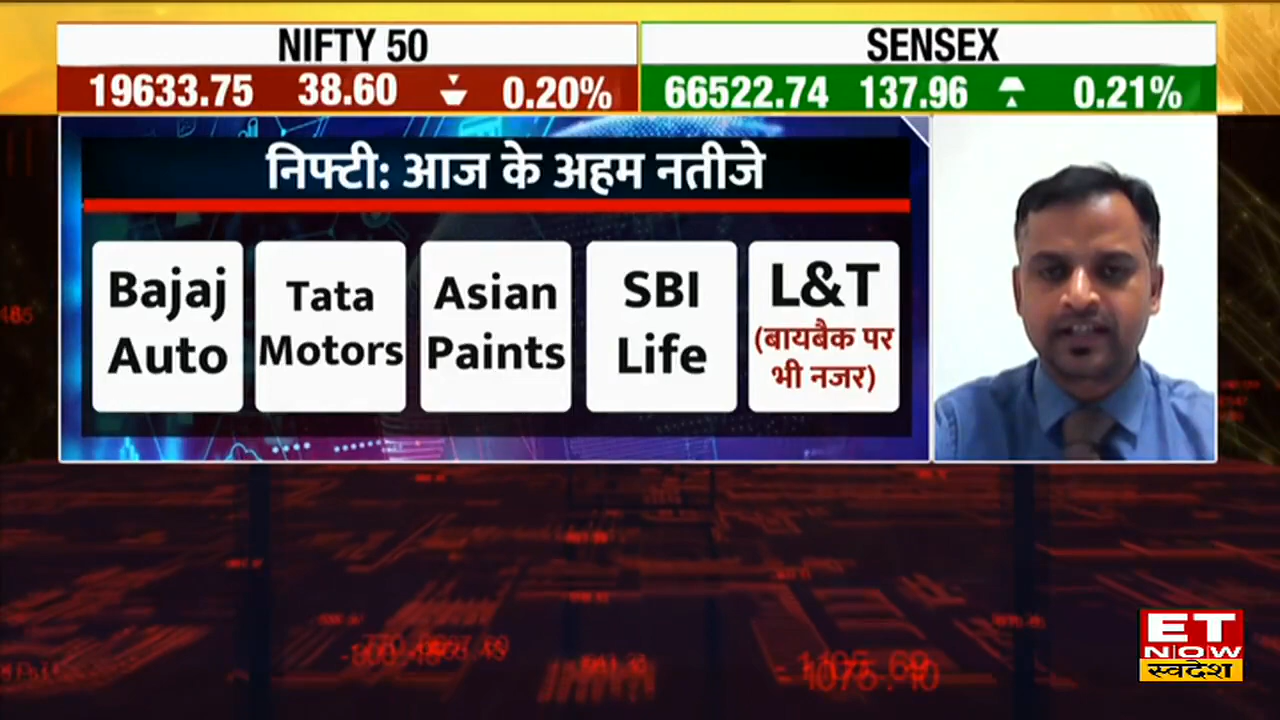 NIFTY 50
19633.75 38.60 0.20%
SENSEX
66522.74 137.96 0.21%
निफ्टी: आज के अहम नतीजे
Bajaj
Auto
Tata
Motors
Asian
Paints
SBI
Life
L&T
(बायबैक पर
भी नजर)
ET
NOW
स्वदेश